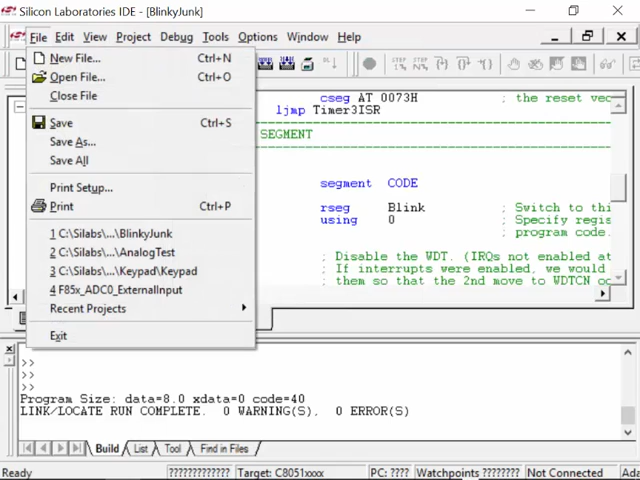 Silicon Laboratories IDE - [BlinkyJunk]
File Edit View Project Debug Tools Options Window Help
New File... Ctrl+N
Open File... Ctrl+O
Close File
Save Ctrl+S
Save As...
Save All
Print Setup...
Print Ctrl+P
1 C:\Silabs\...\BlinkyJunk
2 C:\Silabs\...\AnalogTest
3 C:\Silabs\...\Keypad\Keypad
4 F85x_ADC0_ExternalInput
Recent Projects
Exit
cseg AT 0073H ; the reset vec
ljmp Timer3ISR
SEGMENT
segment CODE
rseg Blink ; Switch to thi
using 0 ; Specify regis
; program code.
; Disable the WDT. (IRQs not enabled at
; If interrupts were enabled, we would
; them so that the 2nd move to WDTCN oc
>>
>>
>>
Program Size: data=8.0 xdata=0 code=40
LINK/LOCATE RUN COMPLETE. 0 WARNING(S), 0 ERROR(S)
Build List Tool Find in Files
Ready ????????????? Target: C8051xxxx PC: ???? Watchpoints ???????? Not Connected Ada